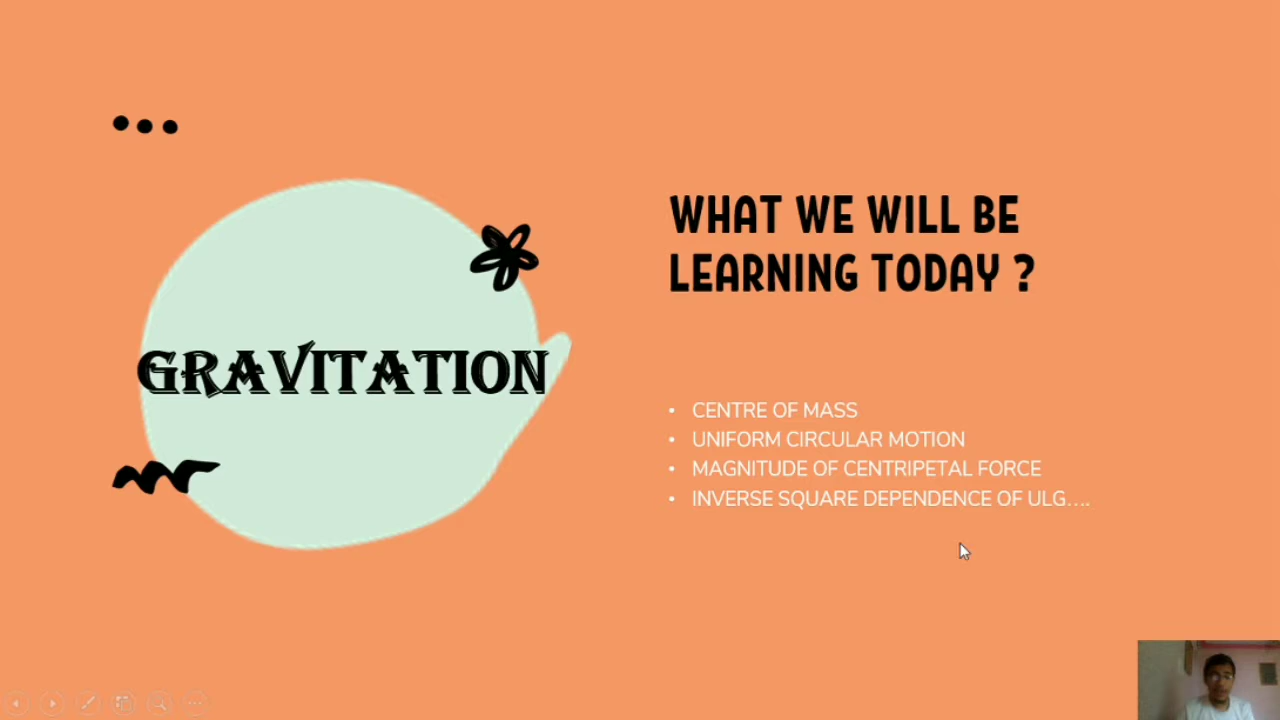 GRAVITATION
WHAT WE WILL BE
LEARNING TODAY ?
• CENTRE OF MASS
• UNIFORM CIRCULAR MOTION
• MAGNITUDE OF CENTRIPETAL FORCE
• INVERSE SQUARE DEPENDENCE OF ULG….